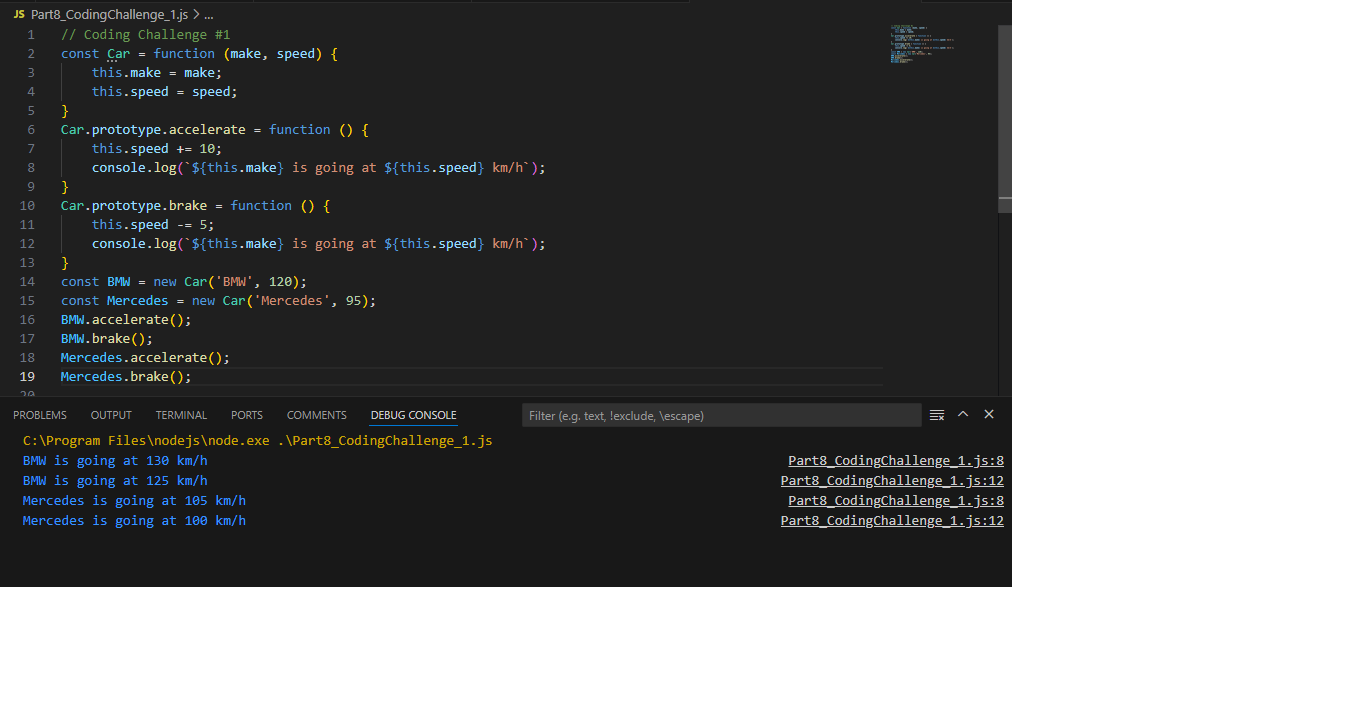 JS Part8_CodingChallenge_1.js > ...
1 // Coding Challenge #1
2 const Car = function (make, speed) {
3     this.make = make;
4     this.speed = speed;
5 }
6 Car.prototype.accelerate = function () {
7     this.speed += 10;
8     console.log(`${this.make} is going at ${this.speed} km/h`);
9 }
10 Car.prototype.brake = function () {
11     this.speed -= 5;
12     console.log(`${this.make} is going at ${this.speed} km/h`);
13 }
14 const BMW = new Car('BMW', 120);
15 const Mercedes = new Car('Mercedes', 95);
16 BMW.accelerate();
17 BMW.brake();
18 Mercedes.accelerate();
19 Mercedes.brake();
20
PROBLEMS OUTPUT TERMINAL PORTS COMMENTS DEBUG CONSOLE Filter (e.g. text, !exclude, \escape)
C:\Program Files\nodejs\node.exe .\Part8_CodingChallenge_1.js
BMW is going at 130 km/h Part8_CodingChallenge_1.js:8
BMW is going at 125 km/h Part8_CodingChallenge_1.js:12
Mercedes is going at 105 km/h Part8_CodingChallenge_1.js:8
Mercedes is going at 100 km/h Part8_CodingChallenge_1.js:12